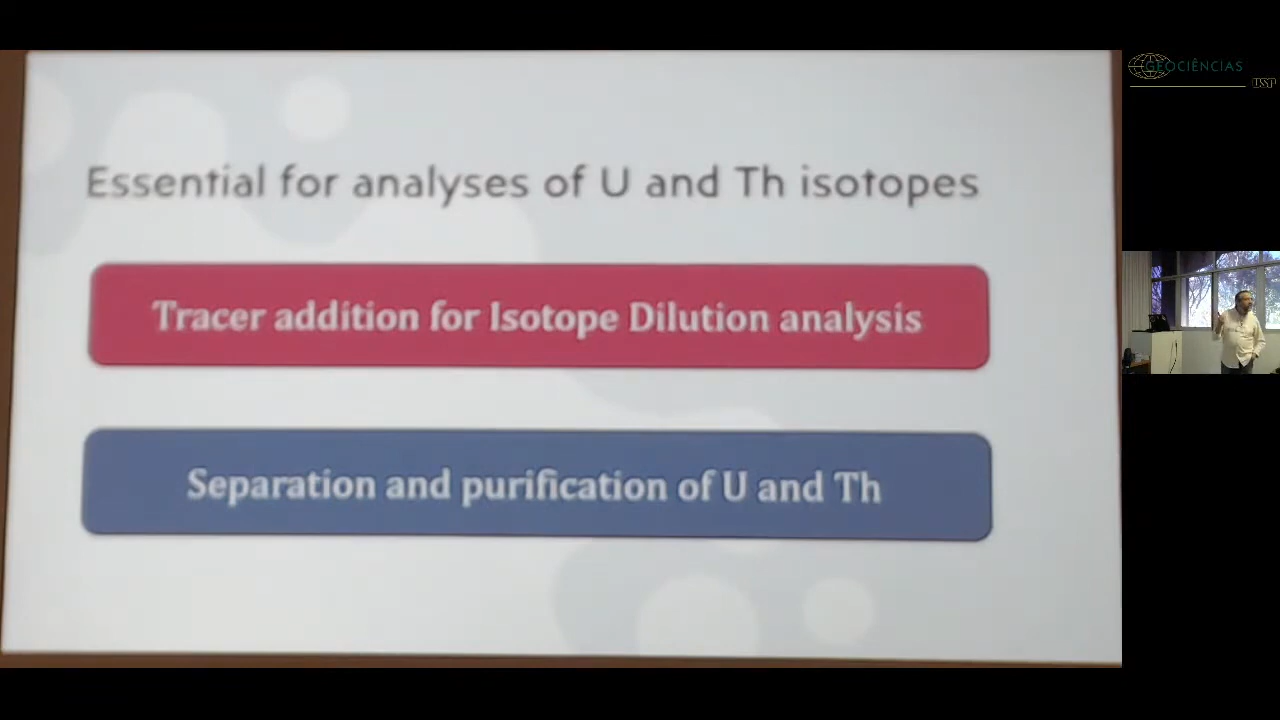 Essential for analyses of U and Th isotopes
Tracer addition for Isotope Dilution analysis
Separation and purification of U and Th
GEOCIÊNCIAS
USP